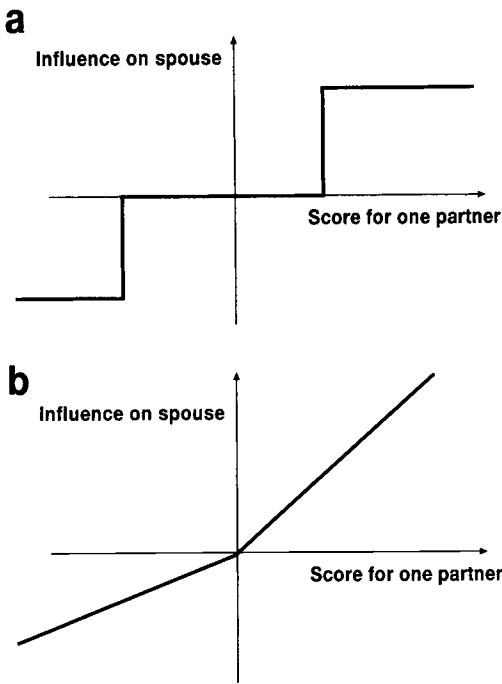 a
Influence on spouse
Score for one partner
b
Influence on spouse
Score for one partner